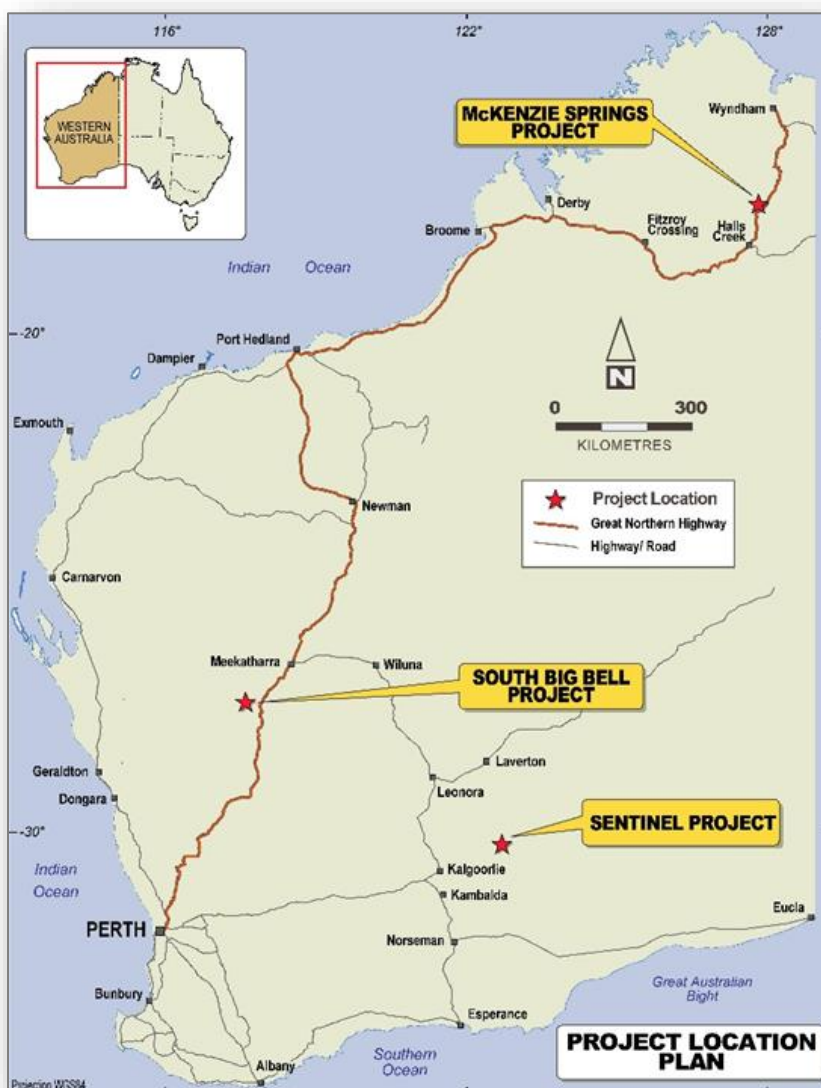 116°
122°
128°
WESTERN
AUSTRALIA
McKENZIE SPRINGS
PROJECT
Wyndham
Derby
Broome
Fitzroy
Crossing
Halls
Creek
Indian Ocean
-20°
Port Hedland
Dampier
N
0 300
KILOMETRES
Exmouth
Project Location
Great Northern Highway
Highway/ Road
Newman
Carnarvon
Meekatharra
Wiluna
SOUTH BIG BELL
PROJECT
Geraldton
Dongara
Laverton
Leonora
-30°
SENTINEL PROJECT
Indian
Ocean
Kalgoorlie
Kambalda
Eucla
PERTH
Norseman
Bunbury
Great Australian
Bight
Esperance
Southern
Ocean
Albany
PROJECT LOCATION
PLAN
Projection WGS84